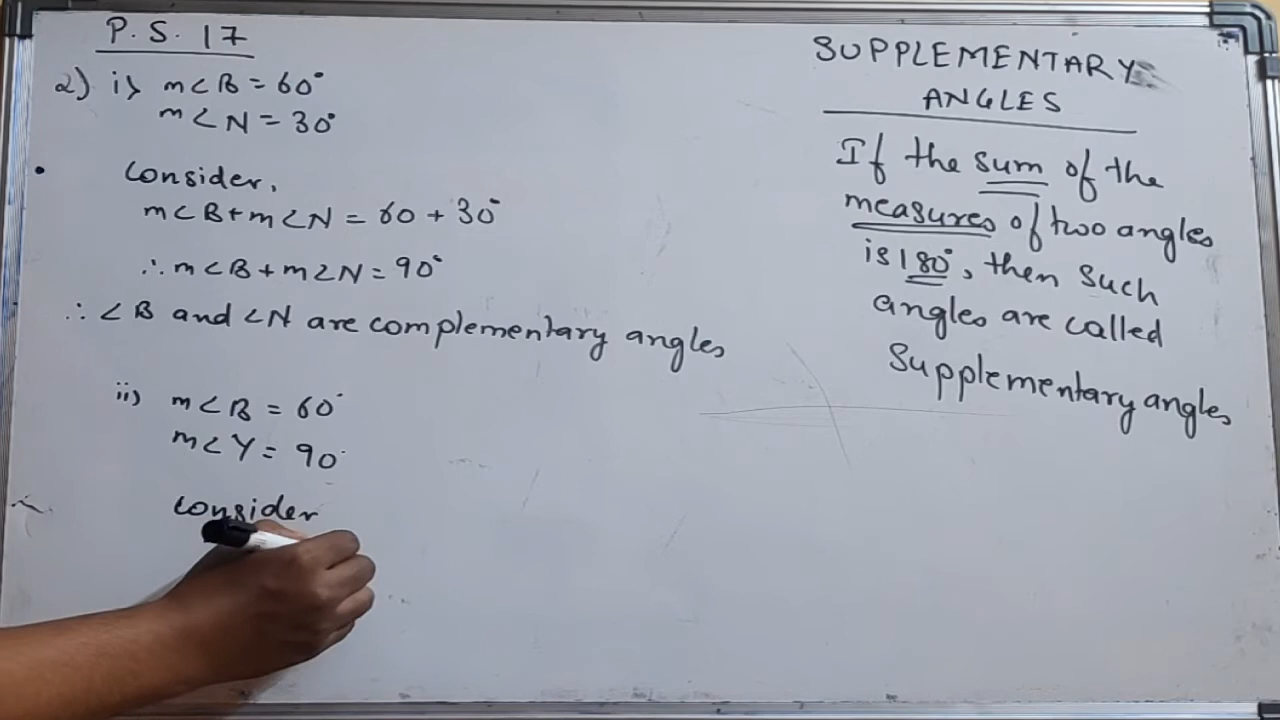 P. S. 17
2) i) m∠B = 60°
m∠N = 30°
Consider,
m∠B + m∠N = 60 + 30°
∴ m∠B + m∠N = 90°
∴ ∠B and ∠N are complementary angles
ii) m∠B = 60°
m∠Y = 90°
Consider
SUPPLEMENTARY
ANGLES
If the sum of the
measures of two angles
is 180°, then such
angles are called
Supplementary angles